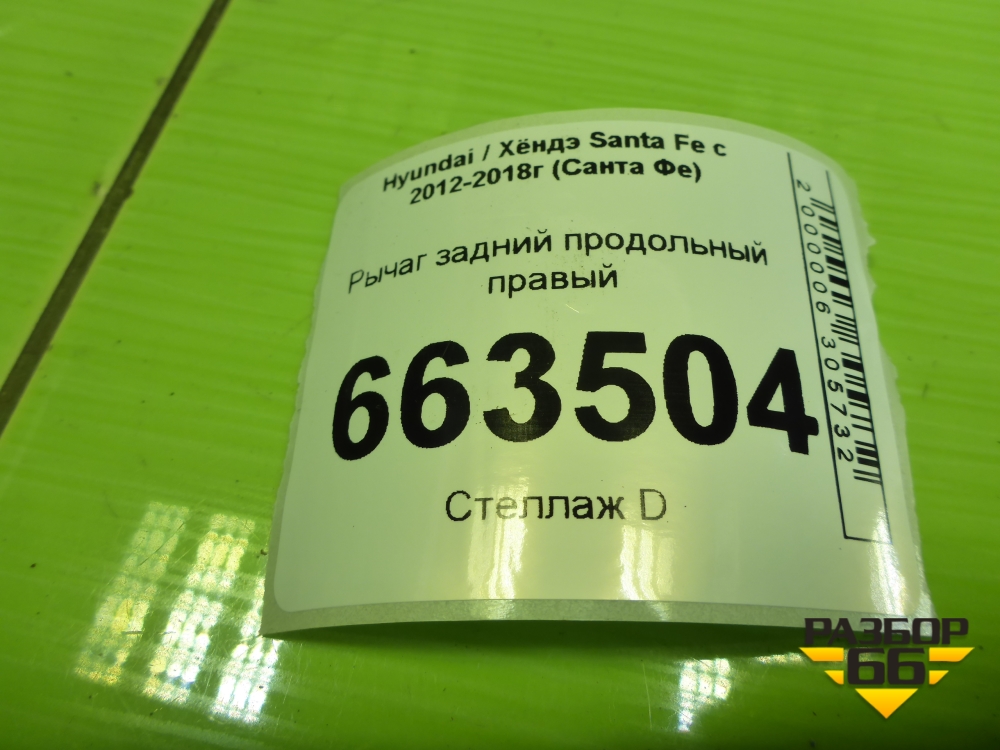 Hyundai / Хёндэ Santa Fe с
2012-2018г (Санта Фе)
Рычаг задний продольный
правый
663504
Стеллаж D
2000006305732
РАЗБОР
66